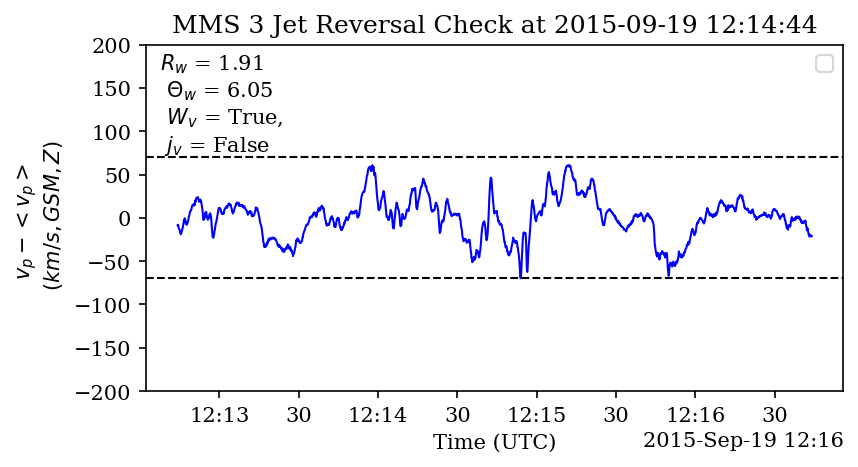 MMS 3 Jet Reversal Check at 2015-09-19 12:14:44
R_w = 1.91
Θ_w = 6.05
W_v = True,
j_v = False
v_p − <v_p>
(km/s, GSM, Z)
200
150
100
50
0
−50
−100
−150
−200
12:13 30 12:14 30 12:15 30 12:16 30
Time (UTC)
2015-Sep-19 12:16